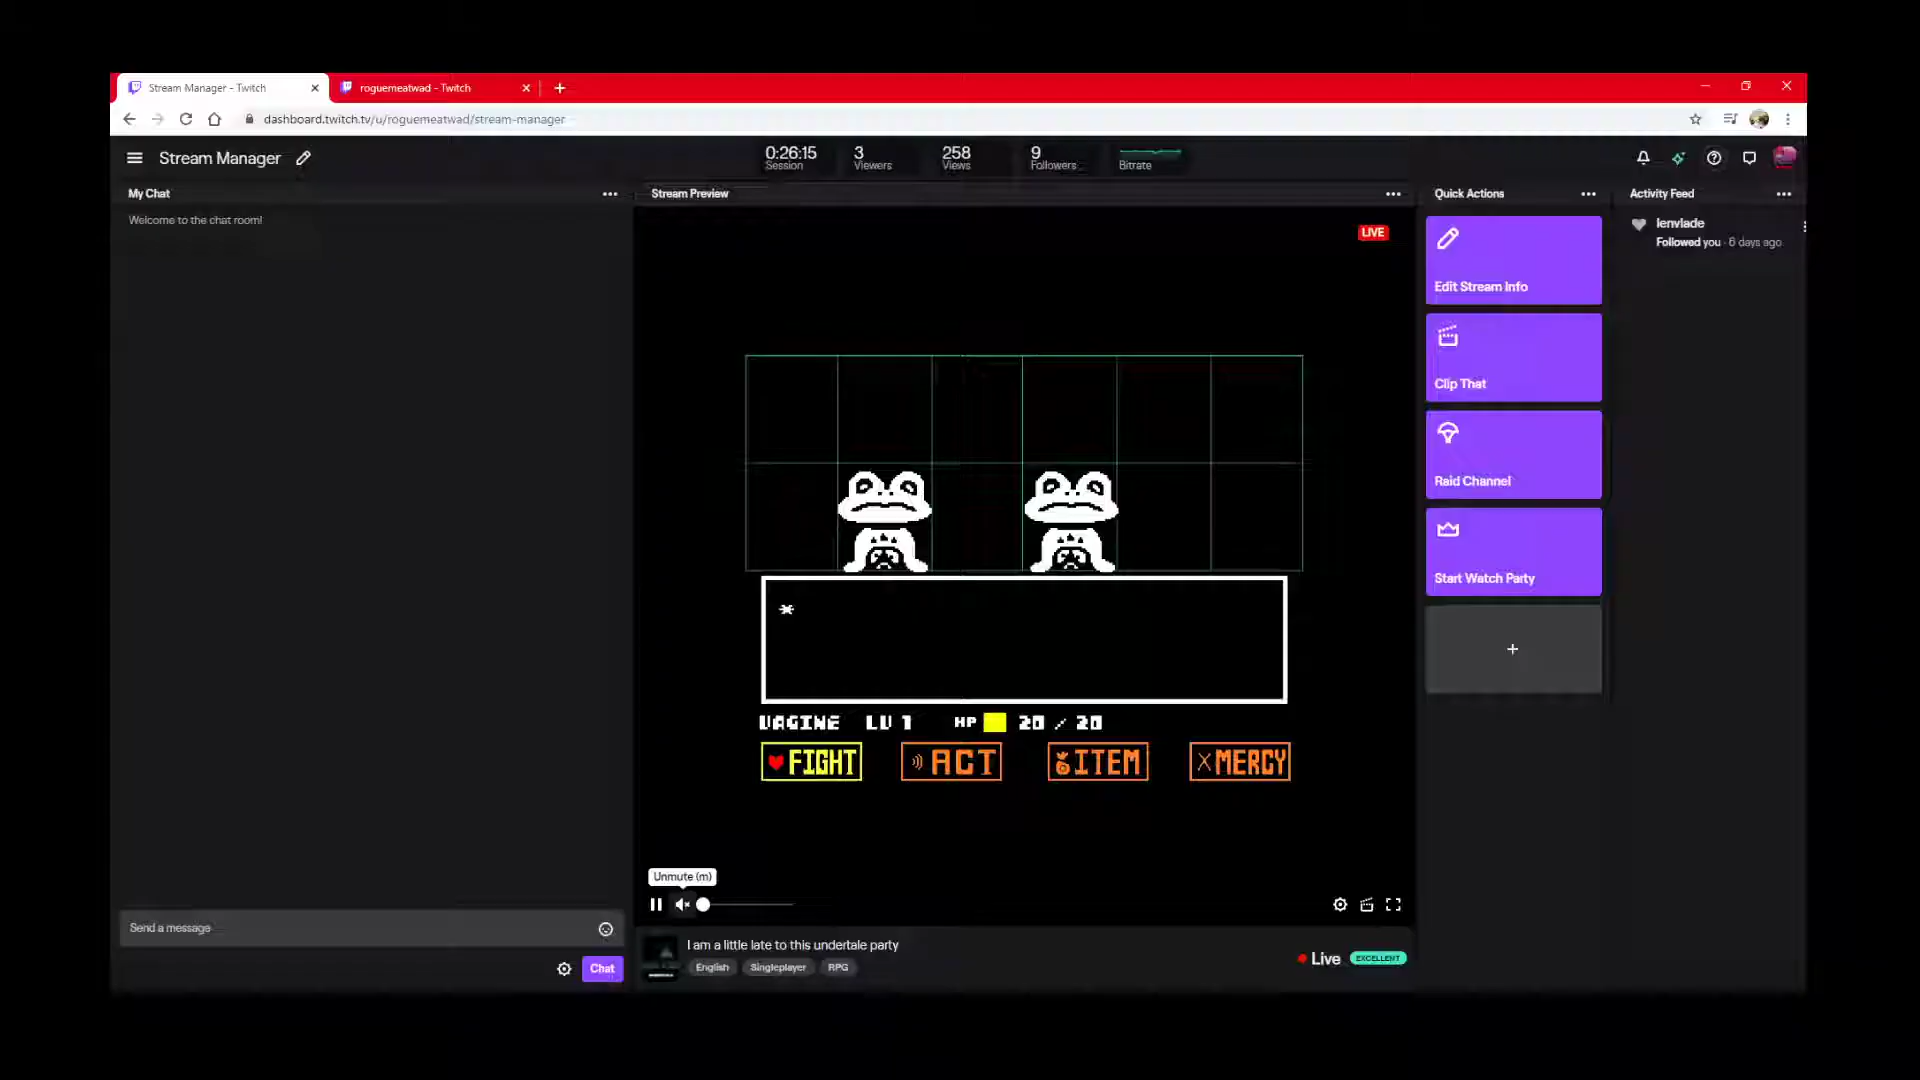 Stream Manager - Twitch
roguemeatwad - Twitch
dashboard.twitch.tv/u/roguemeatwad/stream-manager
Stream Manager
0:26:15
Session
3
Viewers
258
Views
9
Followers
Bitrate
My Chat
Stream Preview
Quick Actions
Activity Feed
Welcome to the chat room!
LIVE
lenvlade
Followed you · 6 days ago
Edit Stream Info
Clip That
Raid Channel
Start Watch Party
*
VAGINE LV 1 HP 20 / 20
FIGHT
ACT
ITEM
MERCY
Unmute (m)
Send a message
Chat
I am a little late to this undertale party
English
Singleplayer
RPG
Live
EXCELLENT